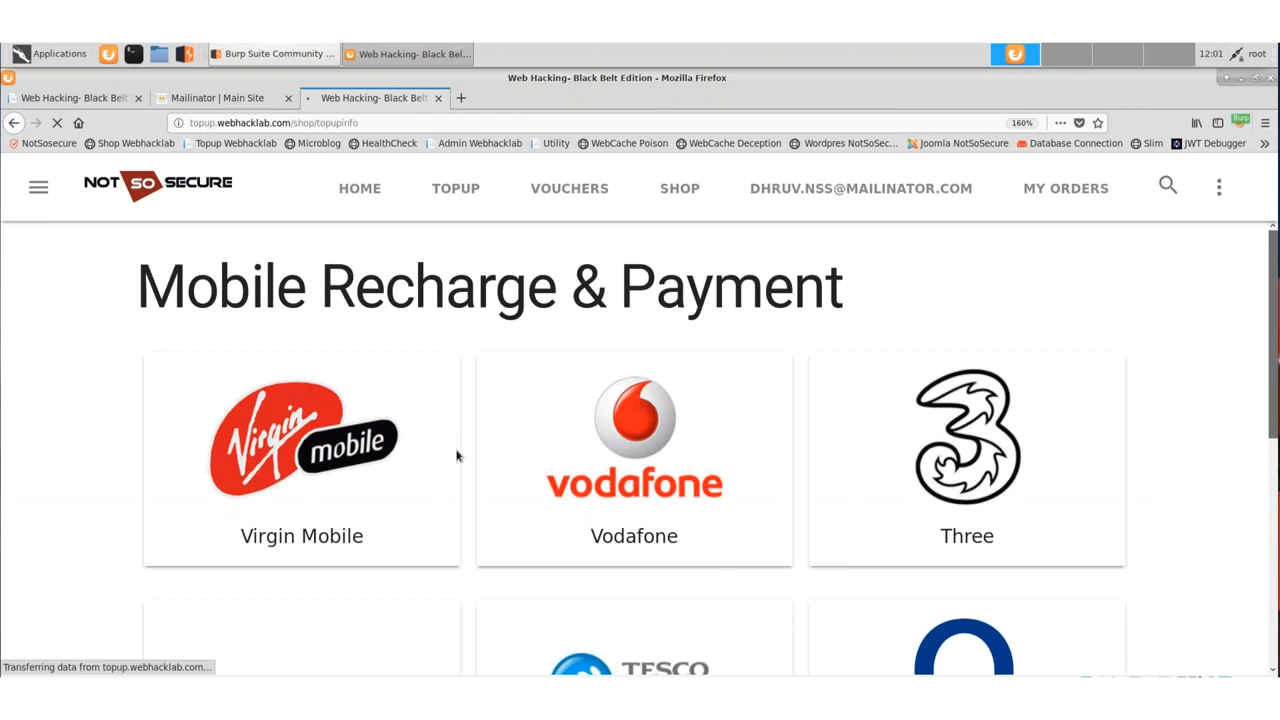 Applications
Burp Suite Community ...
Web Hacking- Black Bel...
12:01
root
Web Hacking- Black Belt Edition - Mozilla Firefox
Web Hacking- Black Belt
Mailinator | Main Site
Web Hacking- Black Belt
topup.webhacklab.com/shop/topupinfo
160%
Burp
NotSosecure
Shop Webhacklab
Topup Webhacklab
Microblog
HealthCheck
Admin Webhacklab
Utility
WebCache Poison
WebCache Deception
Wordpres NotSoSec...
Joomla NotSoSecure
Database Connection
Slim
JWT Debugger
NOT SO SECURE
HOME
TOPUP
VOUCHERS
SHOP
DHRUV.NSS@MAILINATOR.COM
MY ORDERS
Mobile Recharge & Payment
Virgin mobile
vodafone
3
Virgin Mobile
Vodafone
Three
TESCO
Transferring data from topup.webhacklab.com...